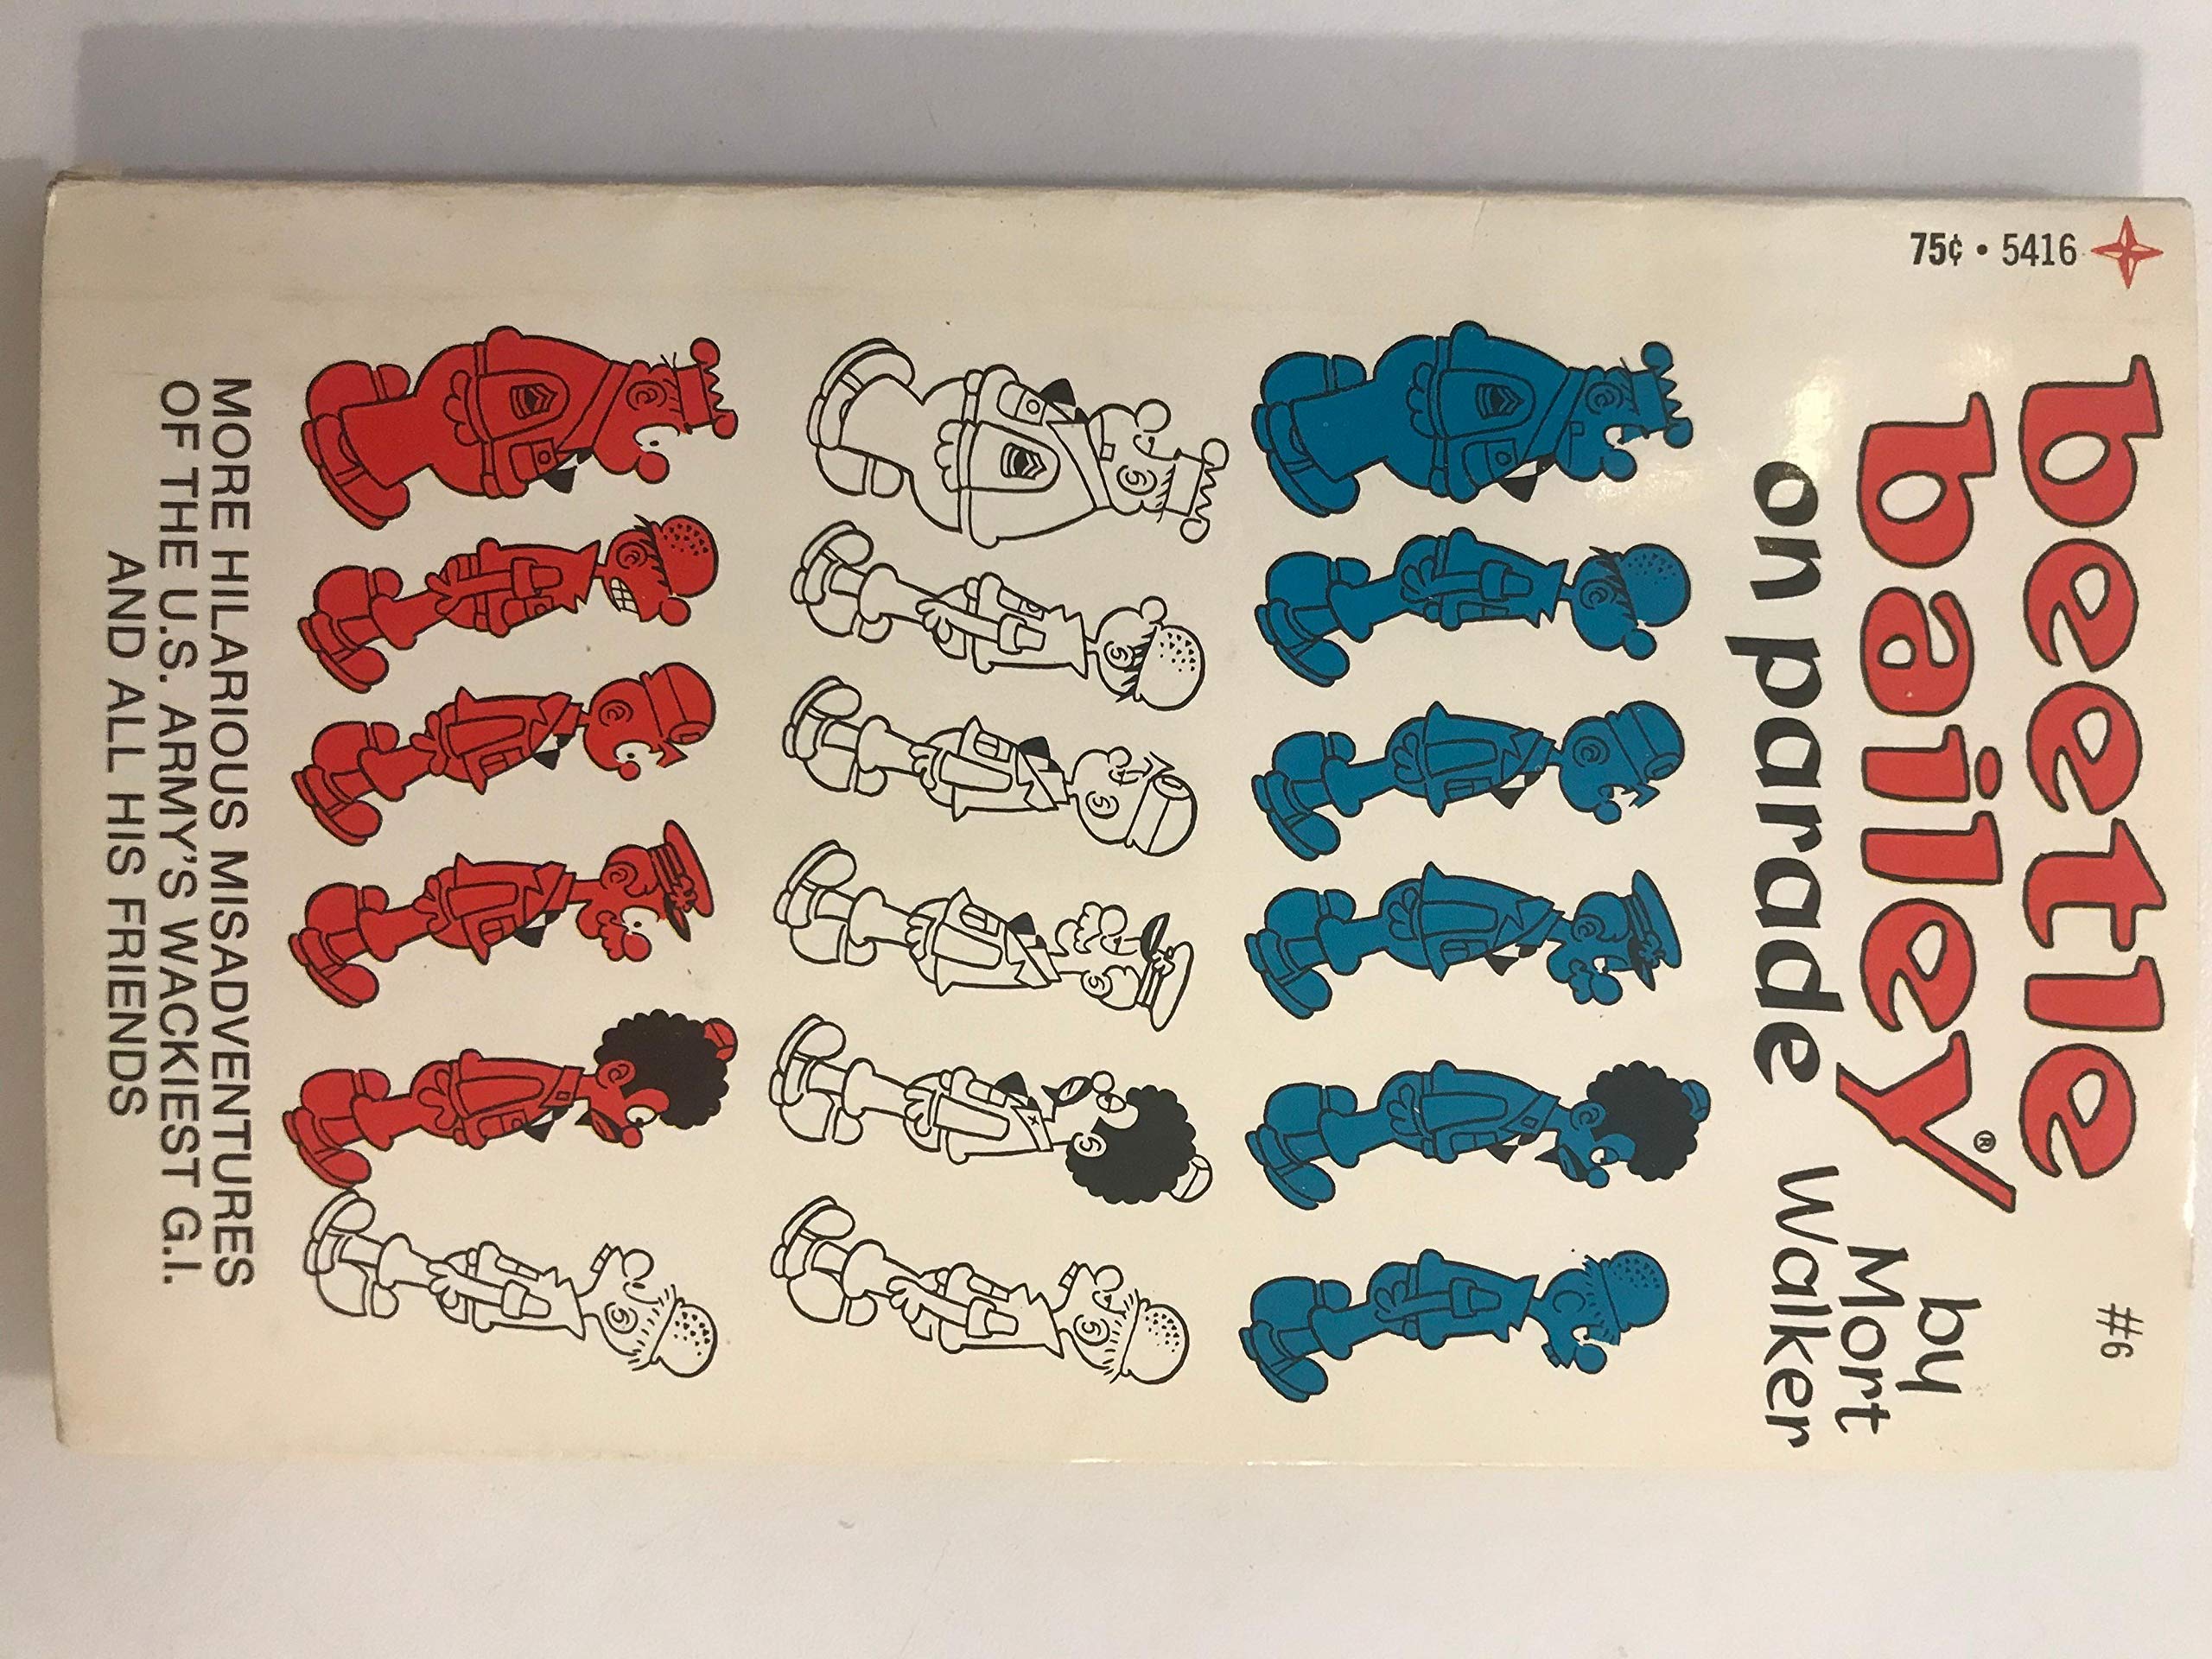 75¢ • 5416
#6
beetle
bailey®
on parade
by
Mort
Walker
MORE HILARIOUS MISADVENTURES
OF THE U.S. ARMY'S WACKIEST G.I.
AND ALL HIS FRIENDS